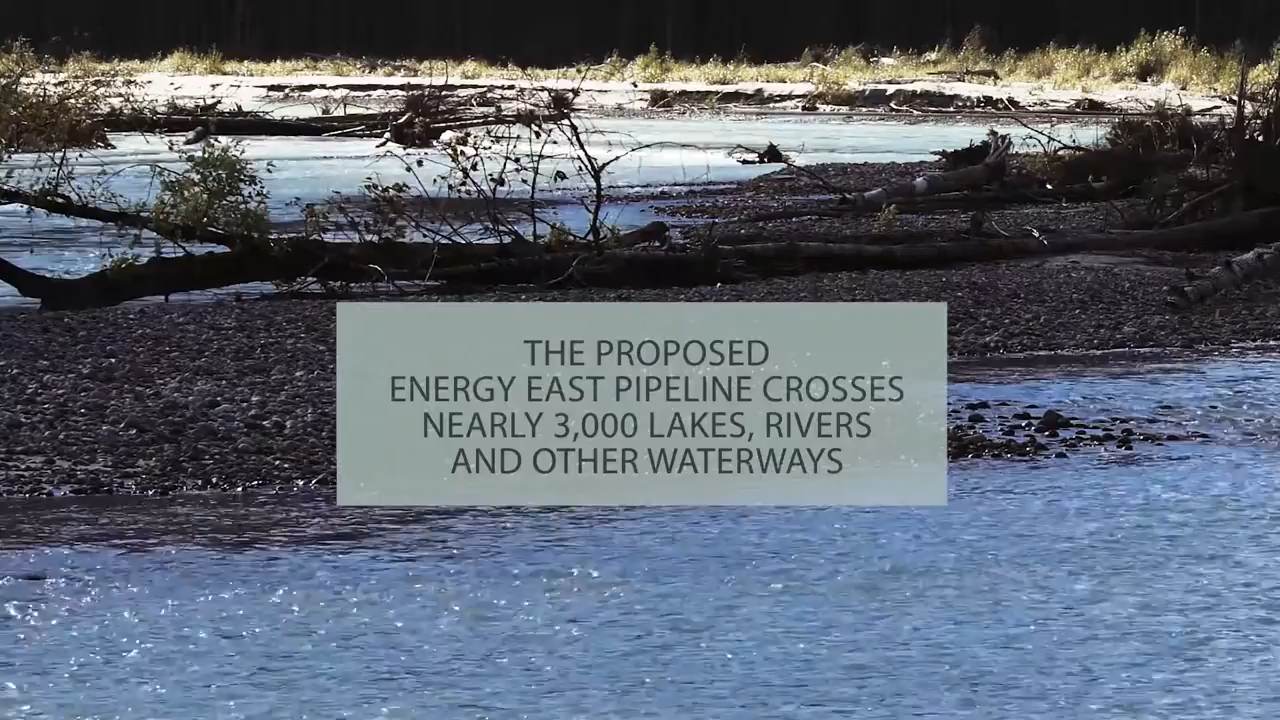 THE PROPOSED
ENERGY EAST PIPELINE CROSSES
NEARLY 3,000 LAKES, RIVERS
AND OTHER WATERWAYS